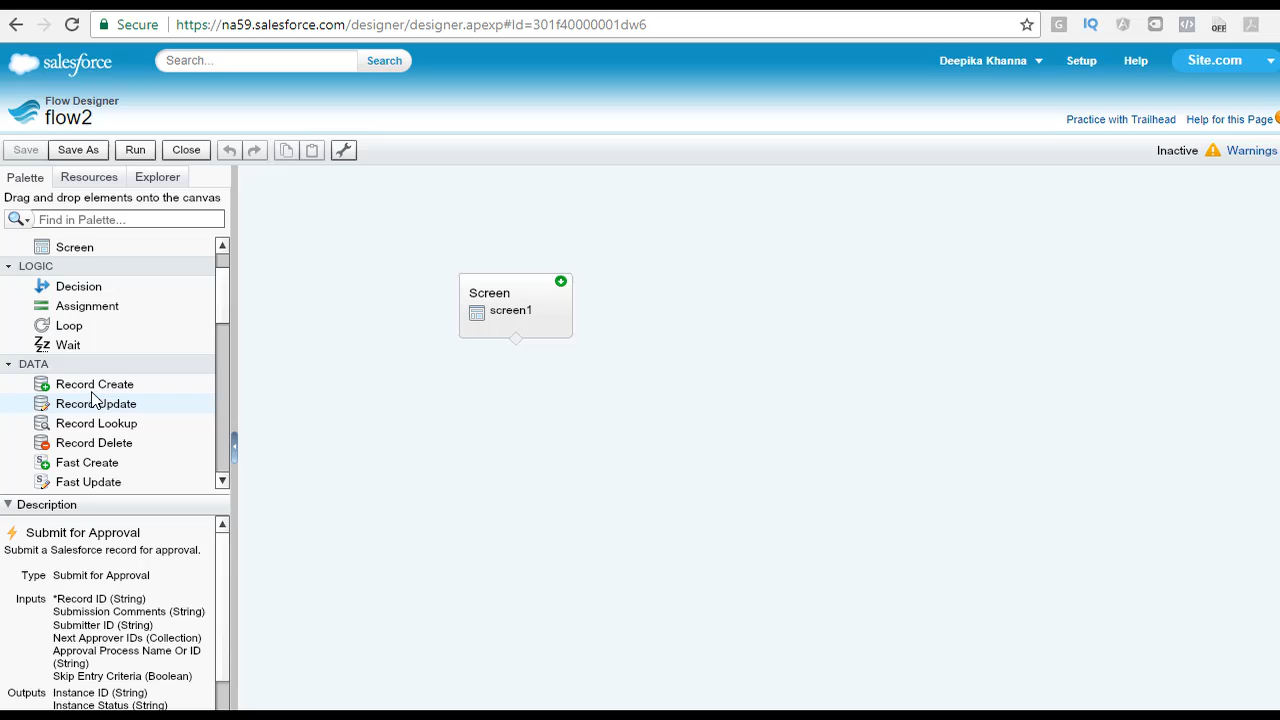 Secure
https://na59.salesforce.com/designer/designer.apexp#Id=301f40000001dw6
G IQ A OFF
salesforce
Search...
Search
Deepika Khanna
Setup
Help
Site.com
Flow Designer
flow2
Practice with Trailhead
Help for this Page
Save
Save As
Run
Close
Inactive
Warnings
Palette
Resources
Explorer
Drag and drop elements onto the canvas
Find in Palette...
Screen
LOGIC
Decision
Assignment
Loop
Zzz Wait
DATA
Record Create
Record Update
Record Lookup
Record Delete
Fast Create
Fast Update
Screen
screen1
Description
Submit for Approval
Submit a Salesforce record for approval.
Type Submit for Approval
Inputs *Record ID (String)
Submission Comments (String)
Submitter ID (String)
Next Approver IDs (Collection)
Approval Process Name Or ID
(String)
Skip Entry Criteria (Boolean)
Outputs Instance ID (String)
Instance Status (String)